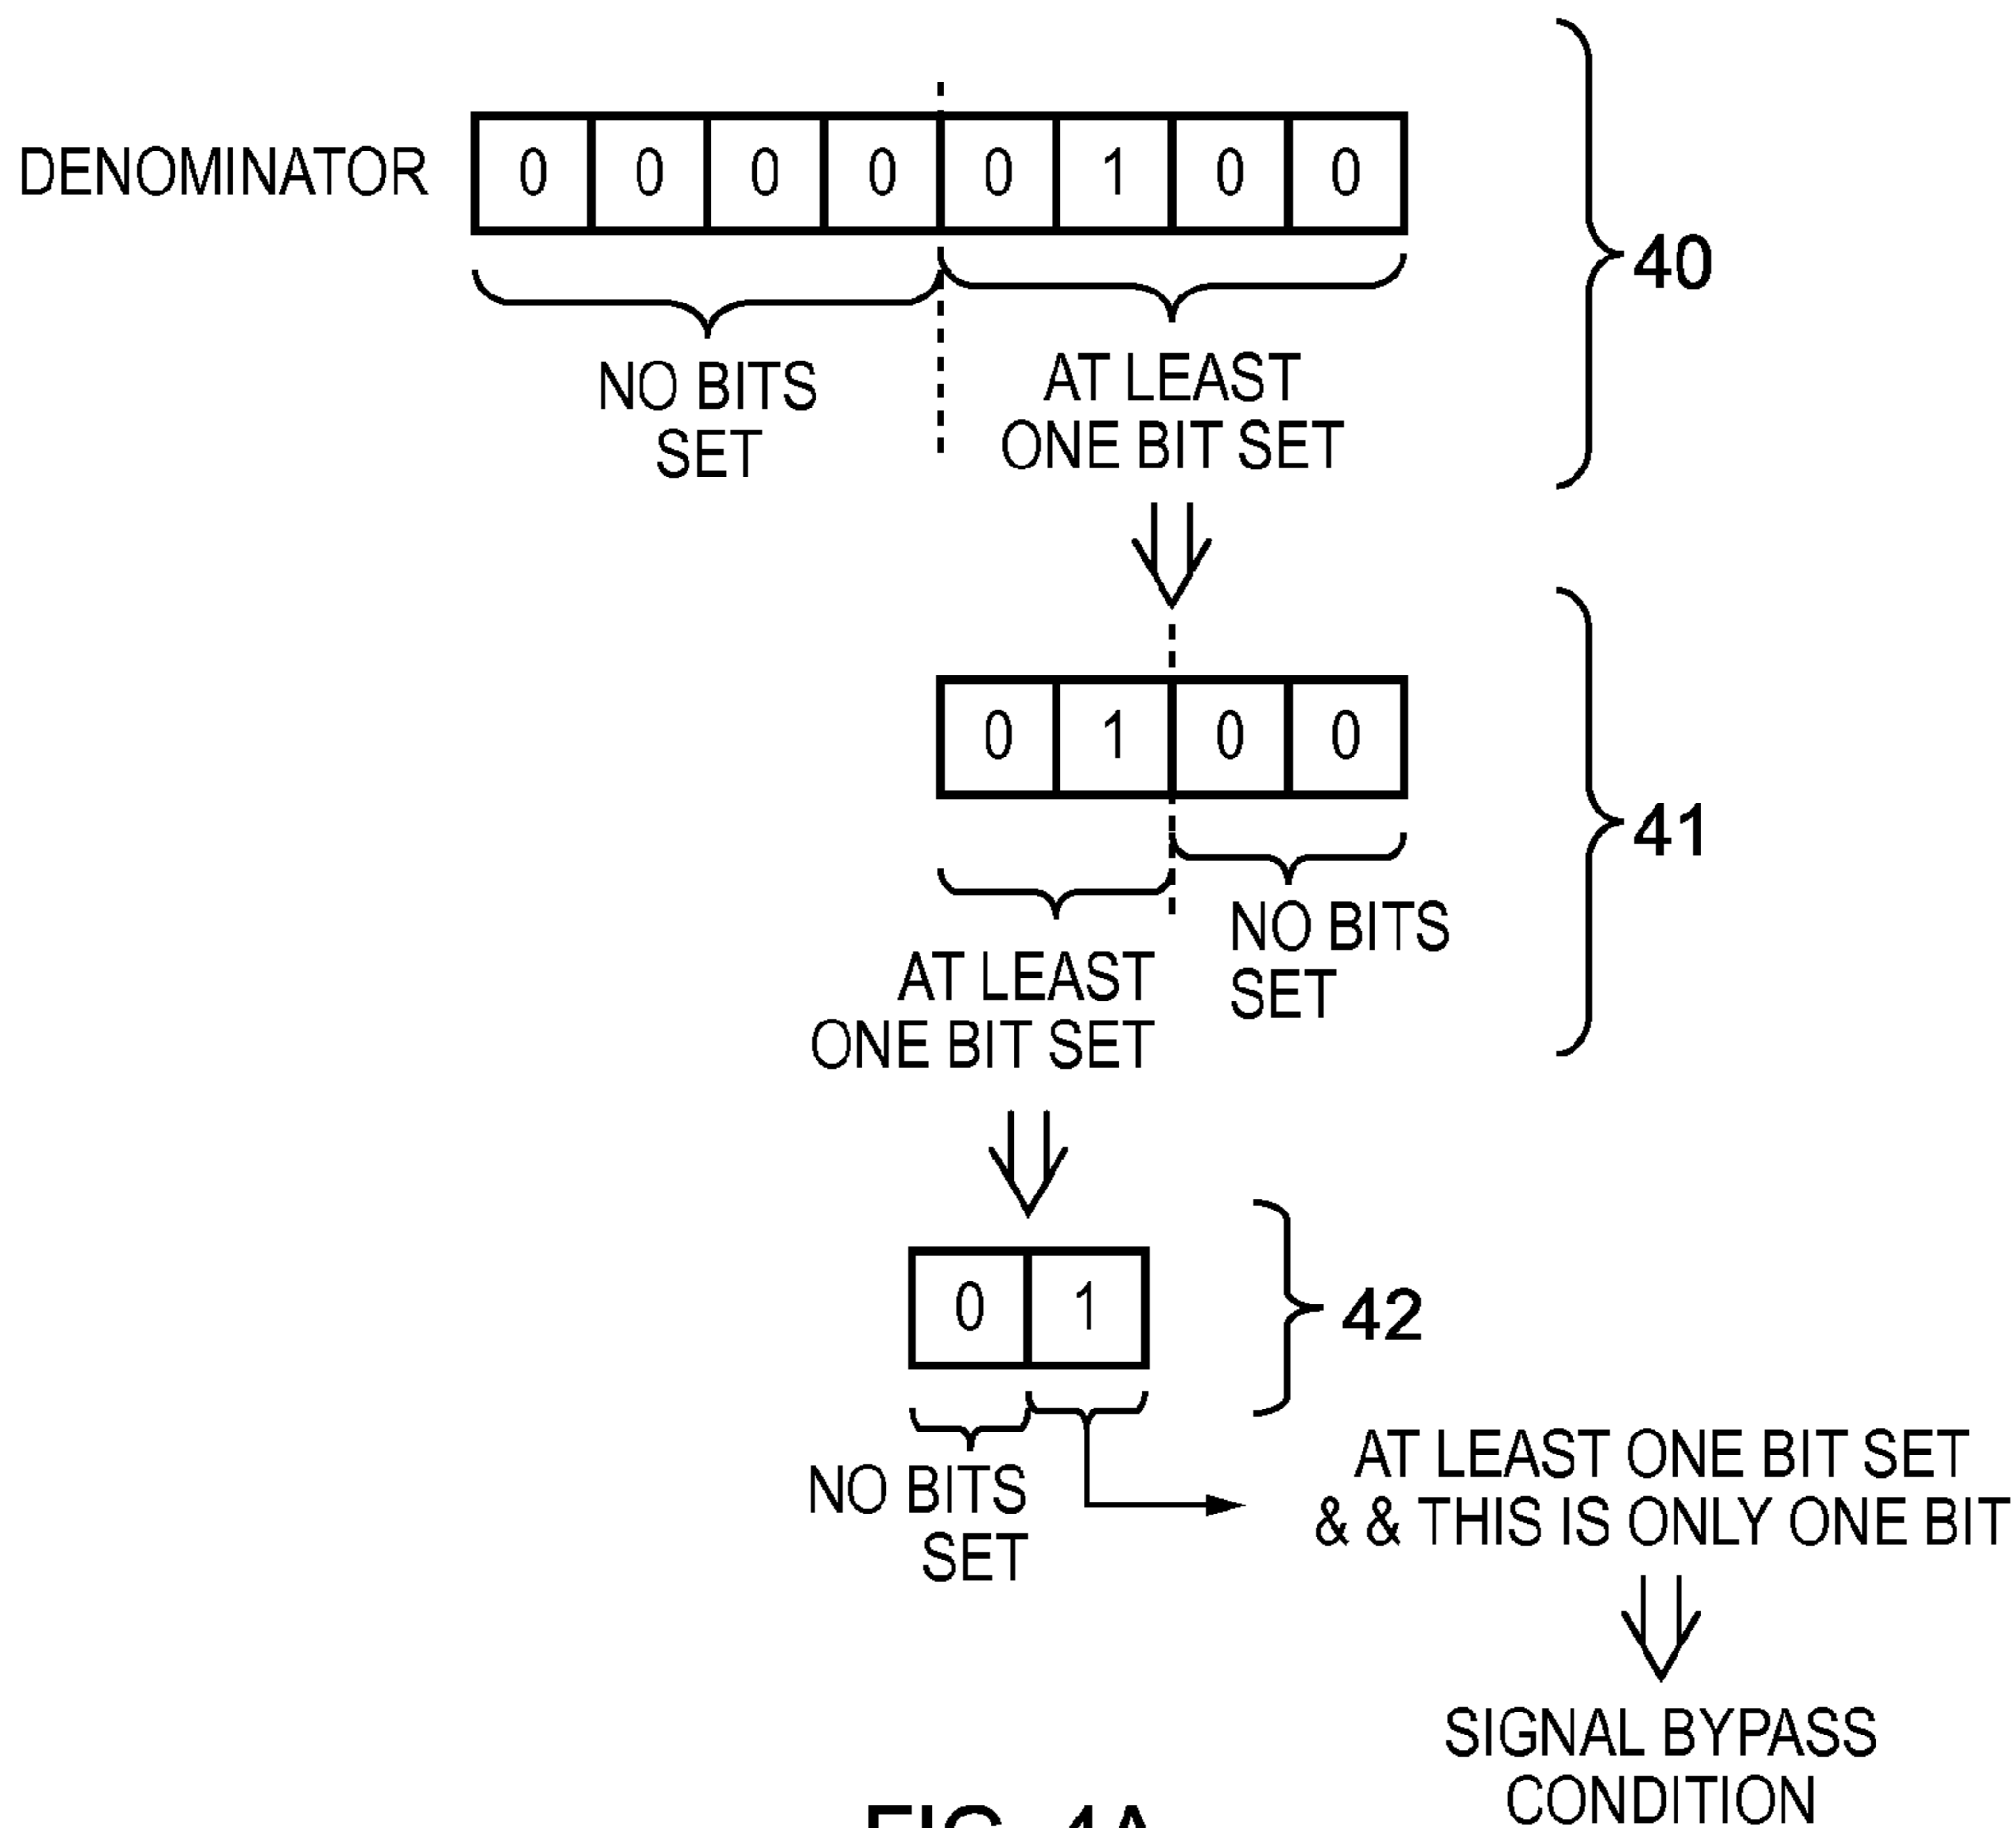 DENOMINATOR 0 0 0 0 0 1 0 0
40
NO BITS
SET
AT LEAST
ONE BIT SET
0 1 0 0
41
NO BITS
SET
AT LEAST
ONE BIT SET
0 1
42
NO BITS
SET
AT LEAST ONE BIT SET
& & THIS IS ONLY ONE BIT
SIGNAL BYPASS
CONDITION
FIG. 4A